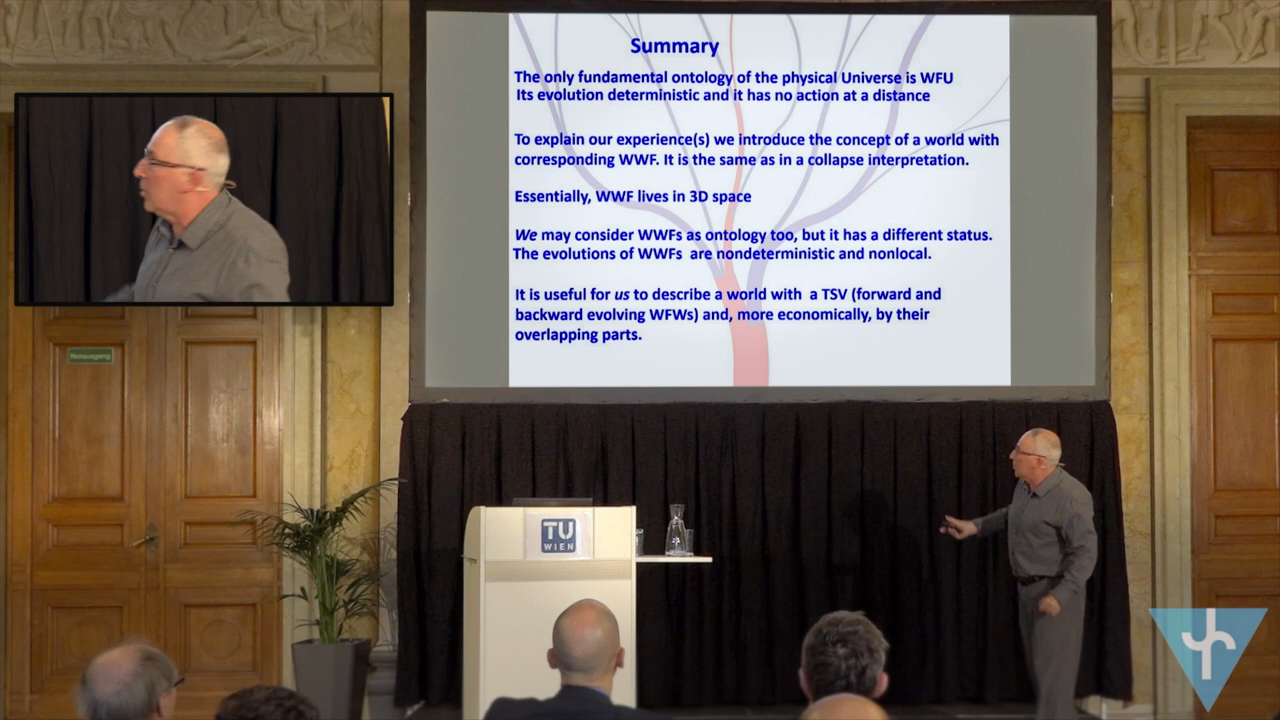 Summary
The only fundamental ontology of the physical Universe is WFU
Its evolution deterministic and it has no action at a distance
To explain our experience(s) we introduce the concept of a world with
corresponding WWF. It is the same as in a collapse interpretation.
Essentially, WWF lives in 3D space
We may consider WWFs as ontology too, but it has a different status.
The evolutions of WWFs are nondeterministic and nonlocal.
It is useful for us to describe a world with a TSV (forward and
backward evolving WFWs) and, more economically, by their
overlapping parts.
Notausgang
TU
WIEN